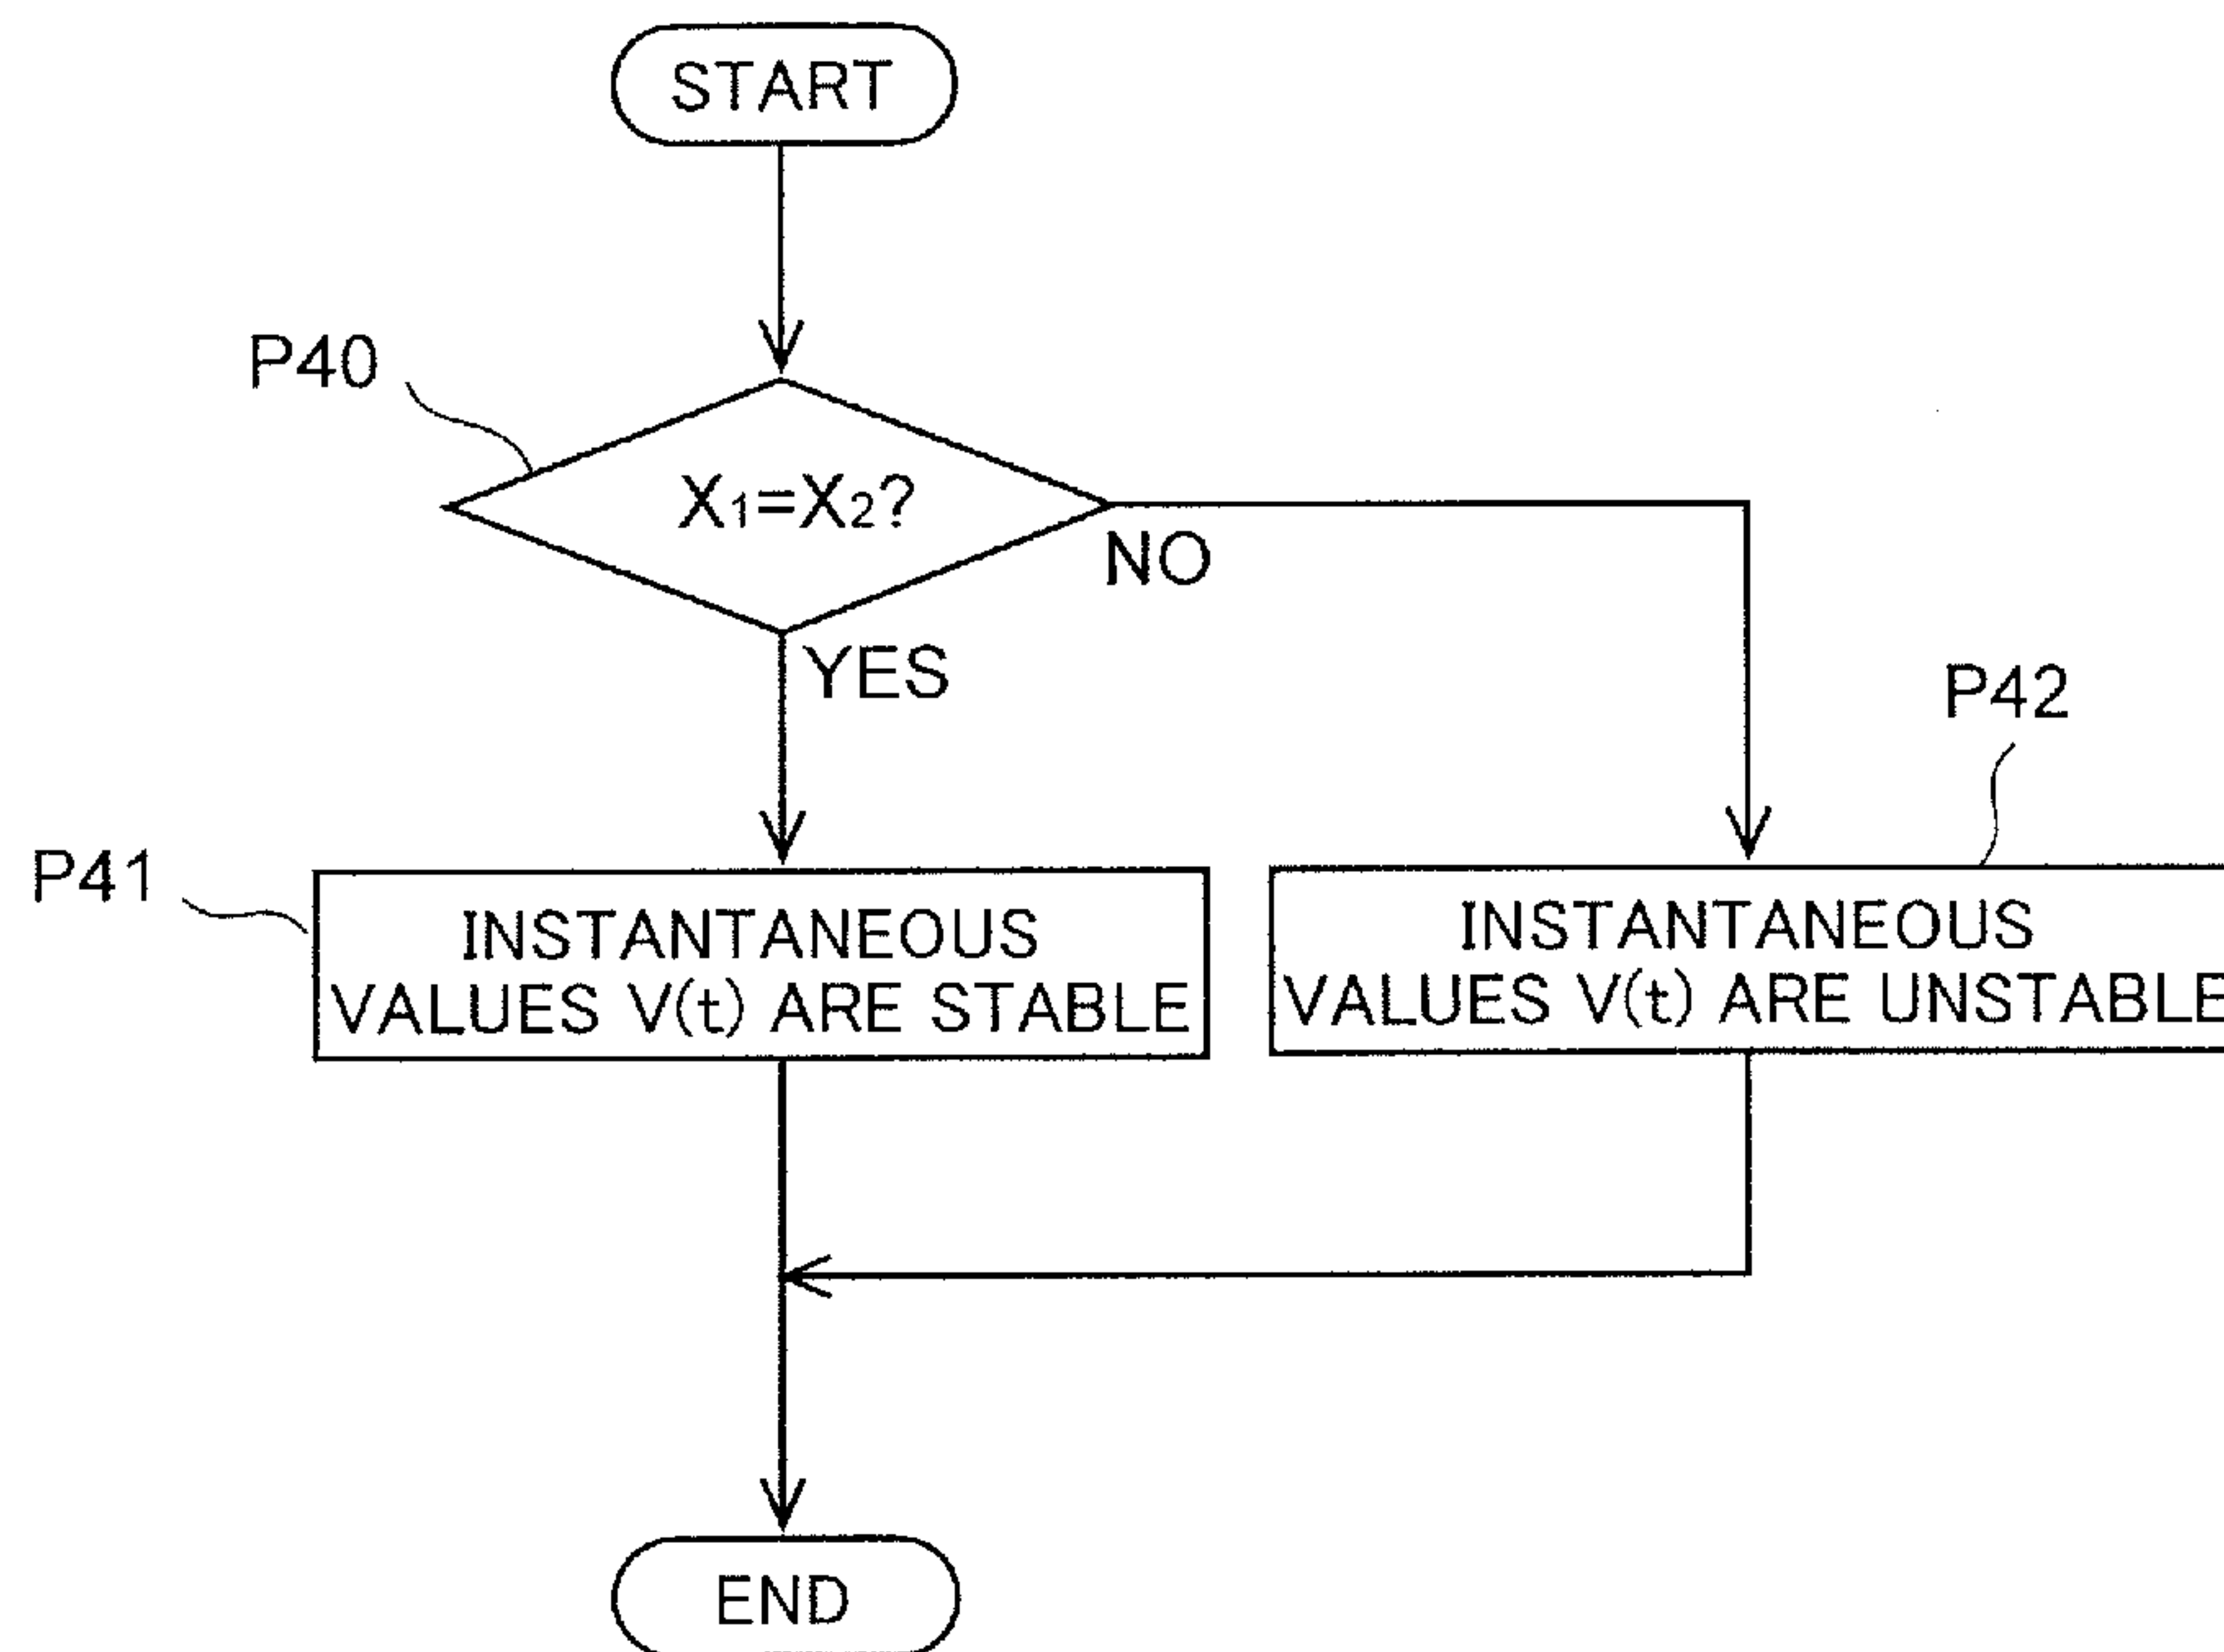 START
P40
X₁=X₂?
NO
YES
P42
P41
INSTANTANEOUS
VALUES V(t) ARE STABLE
INSTANTANEOUS
VALUES V(t) ARE UNSTABLE
END